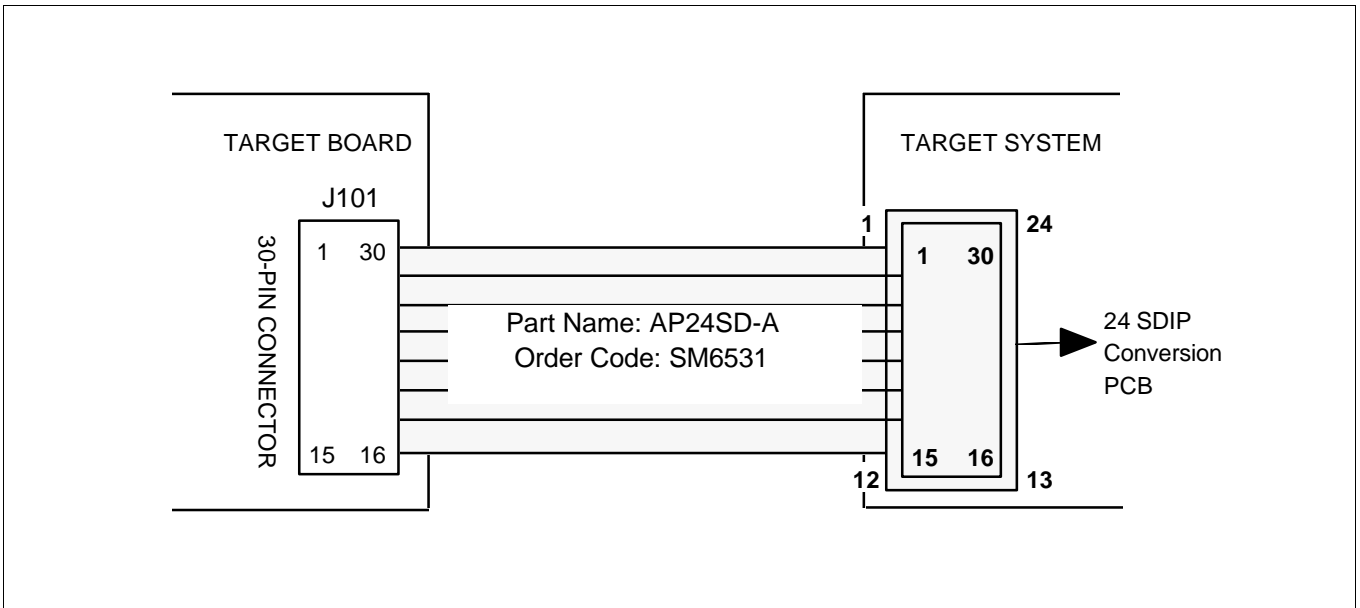 TARGET BOARD
J101
30-PIN CONNECTOR
1 30
15 16
Part Name: AP24SD-A
Order Code: SM6531
TARGET SYSTEM
1 24
1 30
15 16
12 13
24 SDIP
Conversion
PCB